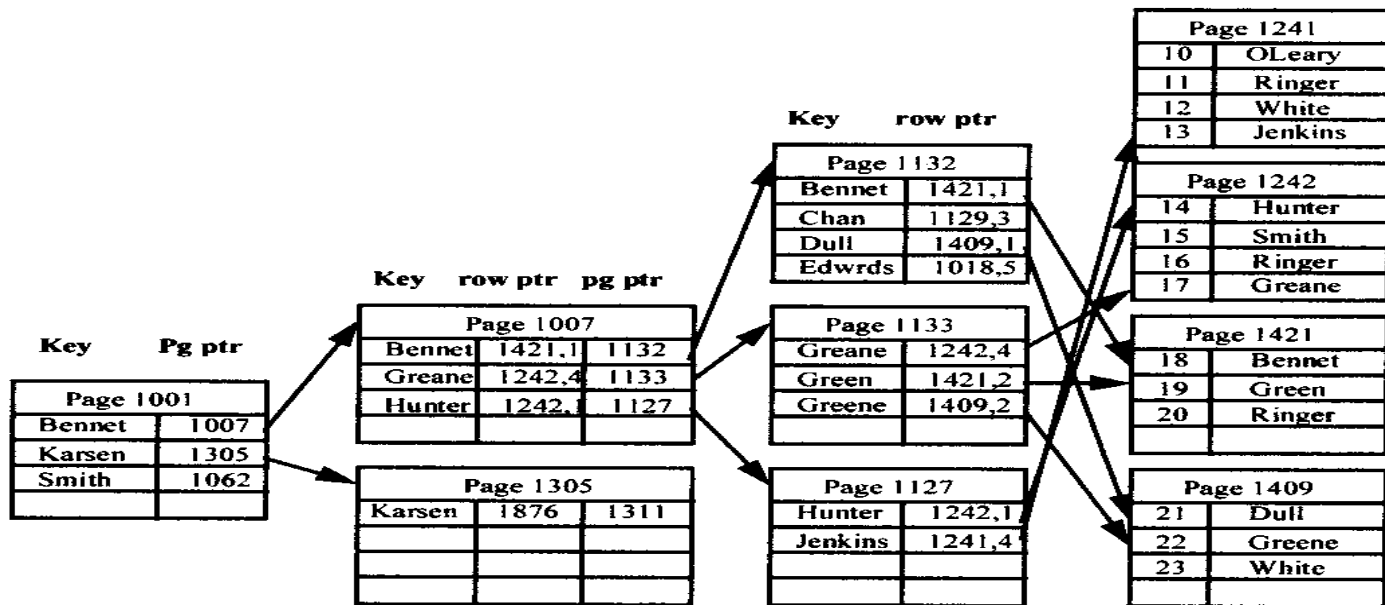 Key Pg ptr
Page 1001
Bennet 1007
Karsen 1305
Smith 1062
Key row ptr pg ptr
Page 1007
Bennet 1421,1 1132
Greane 1242,4 1133
Hunter 1242,1 1127
Page 1305
Karsen 1876 1311
Key row ptr
Page 1132
Bennet 1421,1
Chan 1129,3
Dull 1409,1
Edwrds 1018,5
Page 1133
Greane 1242,4
Green 1421,2
Greene 1409,2
Page 1127
Hunter 1242,1
Jenkins 1241,4
Page 1241
10 OLeary
11 Ringer
12 White
13 Jenkins
Page 1242
14 Hunter
15 Smith
16 Ringer
17 Greane
Page 1421
18 Bennet
19 Green
20 Ringer
Page 1409
21 Dull
22 Greene
23 White